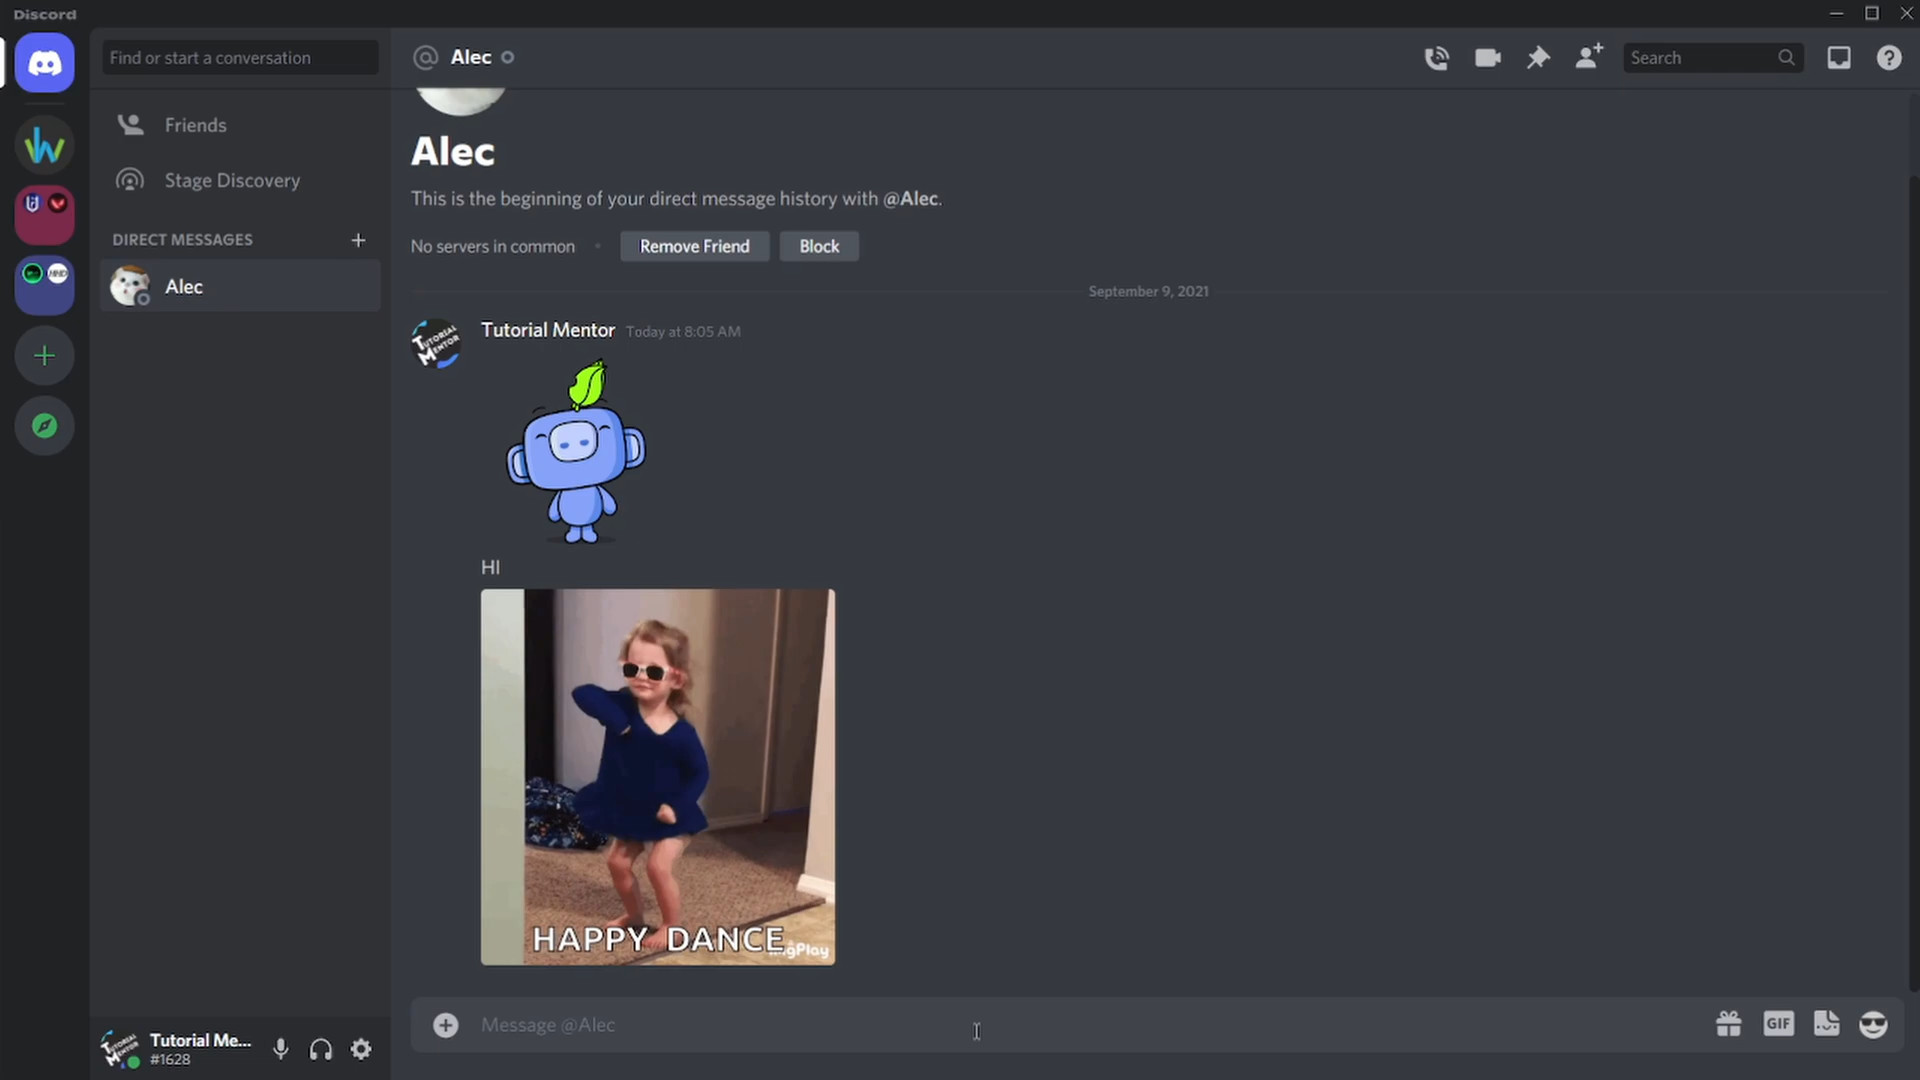 Discord
Find or start a conversation
Friends
Stage Discovery
DIRECT MESSAGES
Alec
Tutorial Me...
#1628
Alec
Search
Alec
This is the beginning of your direct message history with @Alec.
No servers in common
Remove Friend
Block
September 9, 2021
TUTORIAL
MENTOR
Tutorial Mentor Today at 8:05 AM
HI
HAPPY DANCE
Message @Alec
GIF